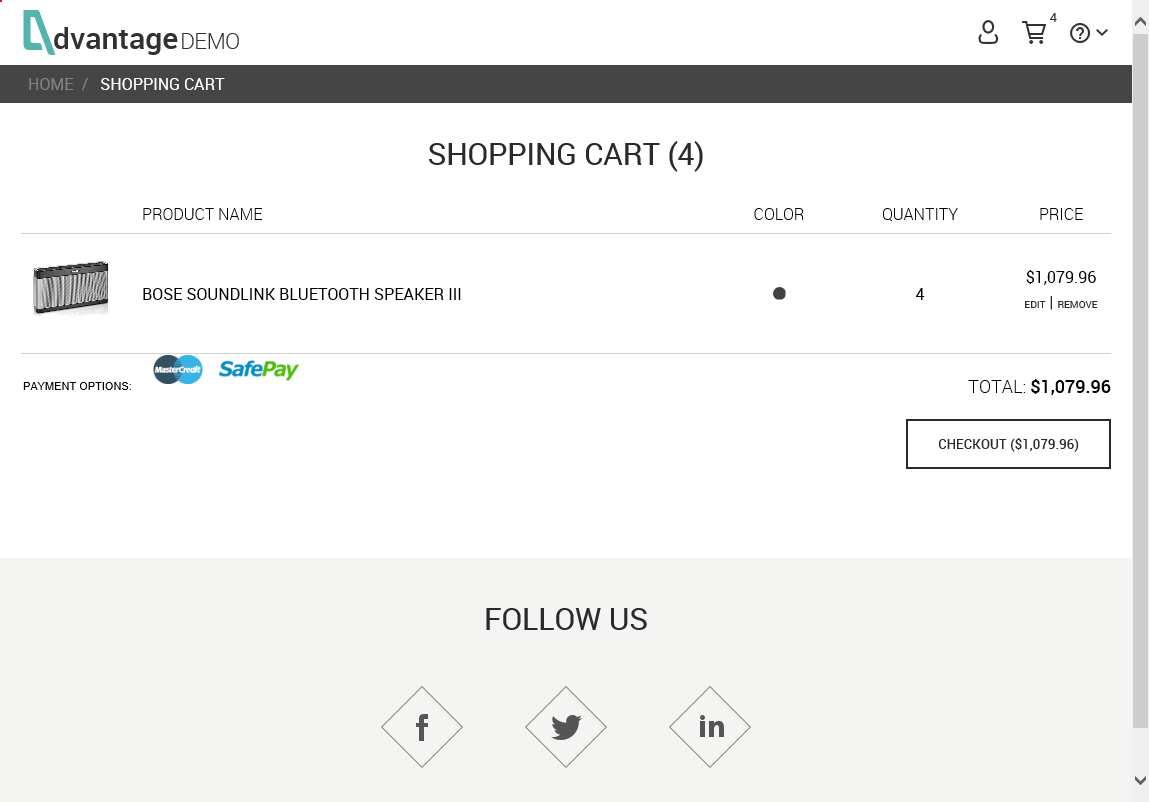 dvantage DEMO
4
HOME / SHOPPING CART
SHOPPING CART (4)
PRODUCT NAME COLOR QUANTITY PRICE
BOSE SOUNDLINK BLUETOOTH SPEAKER III 4 $1,079.96
EDIT | REMOVE
PAYMENT OPTIONS: MasterCredit SafePay
TOTAL: $1,079.96
CHECKOUT ($1,079.96)
FOLLOW US
f in